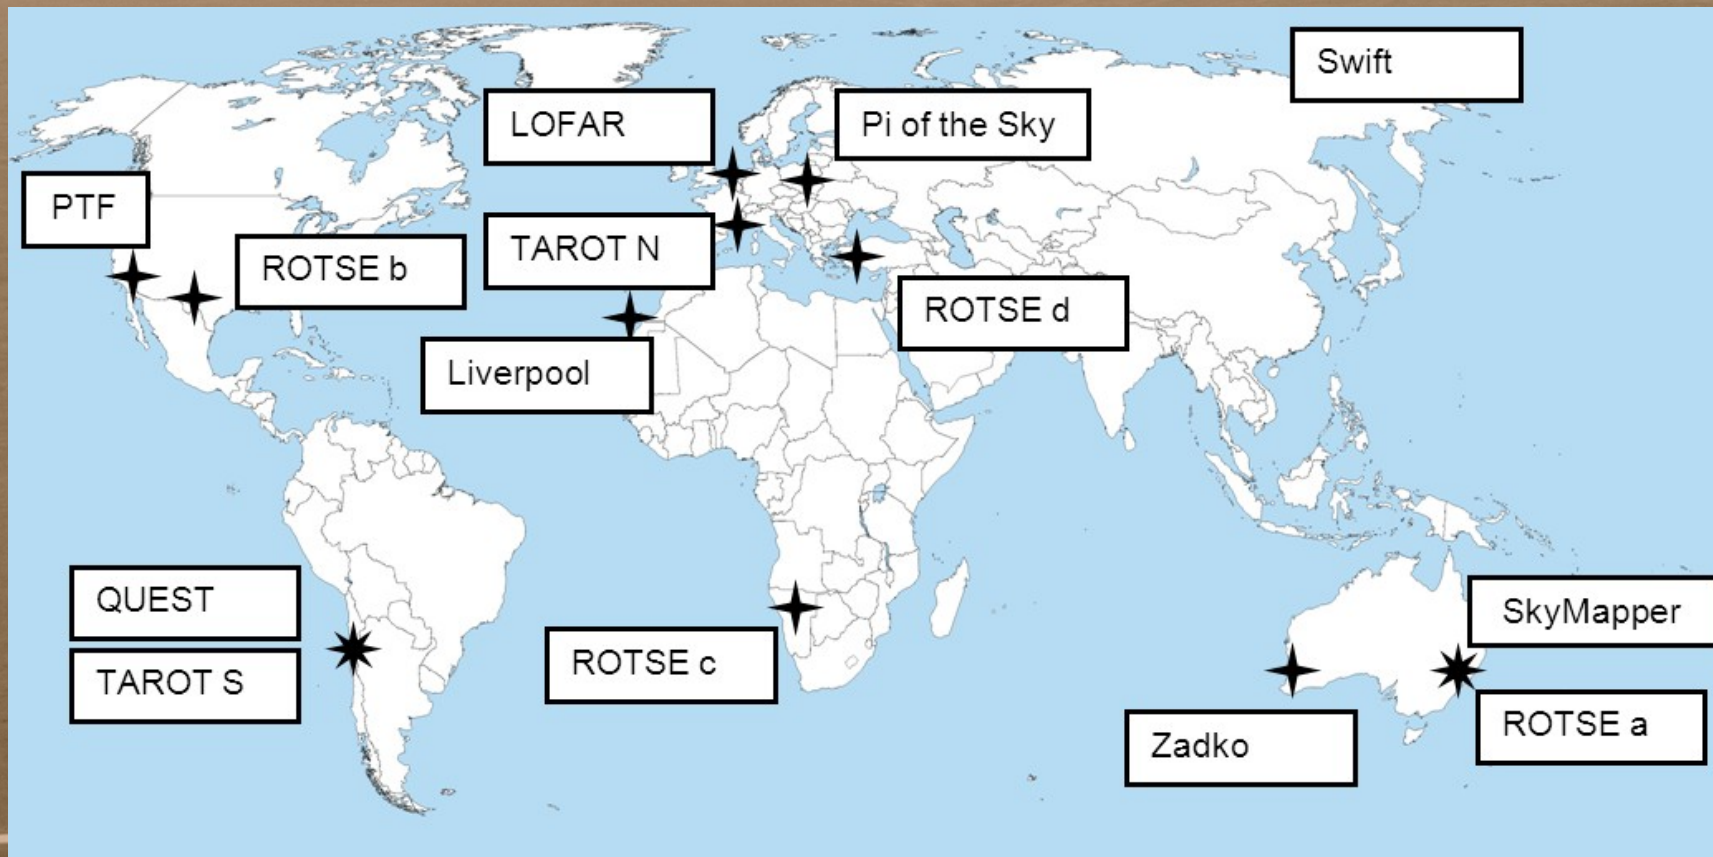 Swift
LOFAR
Pi of the Sky
PTF
ROTSE b
TAROT N
ROTSE d
Liverpool
QUEST
TAROT S
ROTSE c
SkyMapper
Zadko
ROTSE a